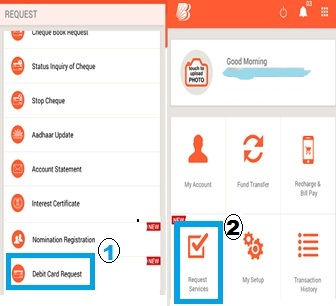 REQUEST
Cheque Book Request
Status Inquiry of Cheque
Stop Cheque
Aadhaar Update
Account Statement
Interest Certificate
NEW
Nomination Registration
1
NEW
Debit Card Request
B
03
Good Morning
touch to
upload
PHOTO
My Account
Fund Transfer
Recharge &
Bill Pay
NEW
2
Request
Services
My Setup
Transaction
History